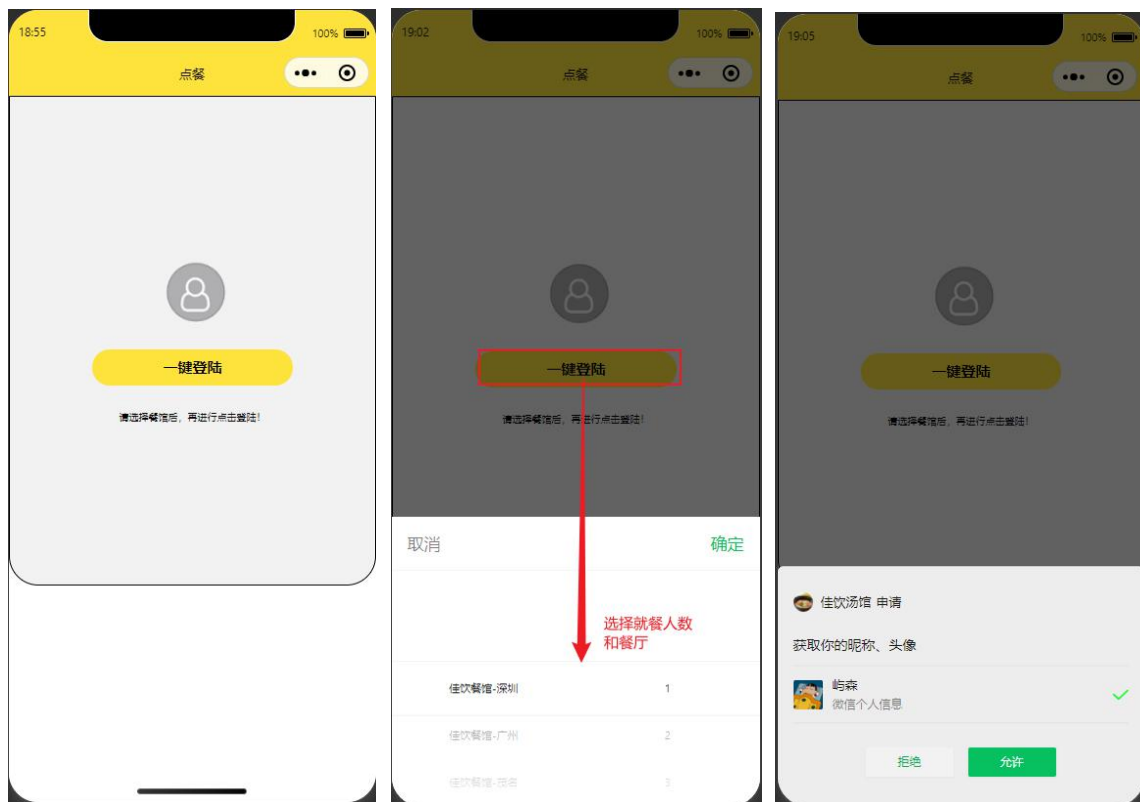 18:55
100%
点餐
一键登陆
请选择餐馆后，再进行点击登陆！
19:02
100%
点餐
一键登陆
请选择餐馆后，再进行点击登陆！
取消
确定
选择就餐人数
和餐厅
佳饮餐馆-深圳
1
佳饮餐馆-广州
2
佳饮餐馆-茂名
3
19:05
100%
点餐
一键登陆
请选择餐馆后，再进行点击登陆！
佳饮汤馆 申请
获取你的昵称、头像
屿森
微信个人信息
拒绝
允许